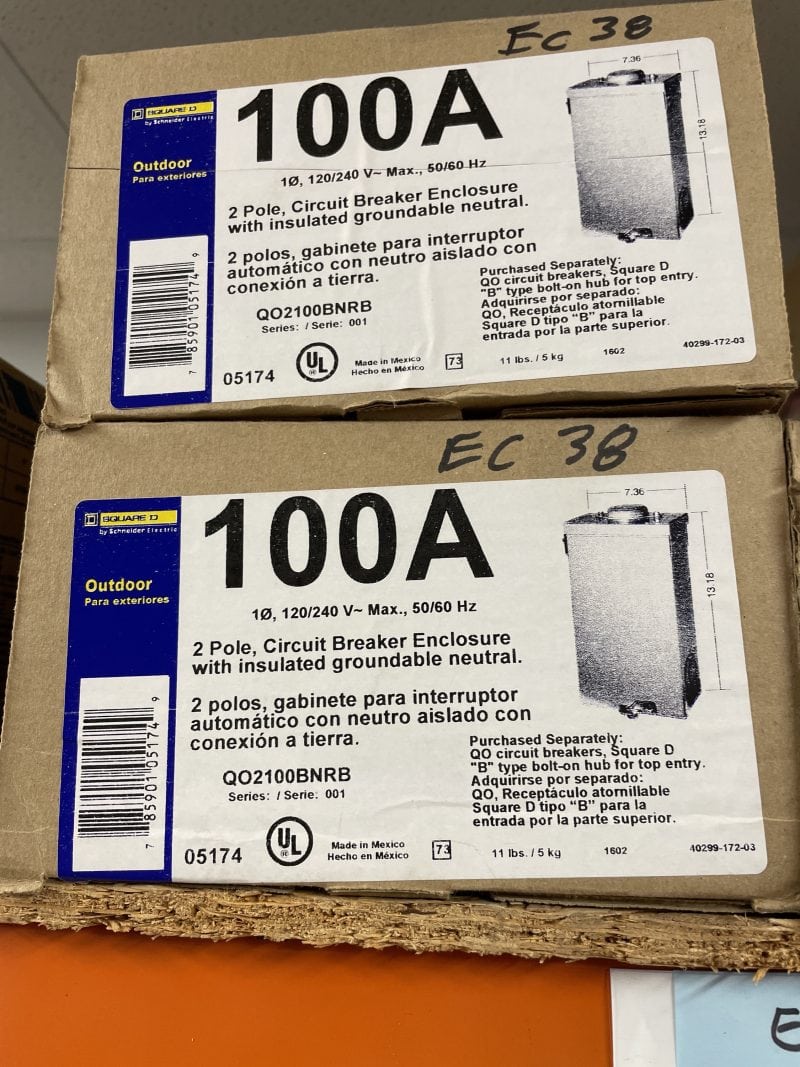 EC 38
SQUARE D
by Schneider Electric
Outdoor
Para exteriores
100A
1Ø, 120/240 V~ Max., 50/60 Hz
2 Pole, Circuit Breaker Enclosure
with insulated groundable neutral.
2 polos, gabinete para interruptor
automático con neutro aislado con
conexión a tierra.
QO2100BNRB
Series: / Serie: 001
7.36
13.18
Purchased Separately:
QO circuit breakers, Square D
"B" type bolt-on hub for top entry.
Adquirirse por separado:
QO, Receptáculo atornillable
Square D tipo "B" para la
entrada por la parte superior.
7 85901 05174 9
05174
UL
Made in Mexico
Hecho en México
73
11 lbs. / 5 kg
1602
40299-172-03
EC 38
SQUARE D
by Schneider Electric
Outdoor
Para exteriores
100A
1Ø, 120/240 V~ Max., 50/60 Hz
2 Pole, Circuit Breaker Enclosure
with insulated groundable neutral.
2 polos, gabinete para interruptor
automático con neutro aislado con
conexión a tierra.
QO2100BNRB
Series: / Serie: 001
7.36
13.18
Purchased Separately:
QO circuit breakers, Square D
"B" type bolt-on hub for top entry.
Adquirirse por separado:
QO, Receptáculo atornillable
Square D tipo "B" para la
entrada por la parte superior.
7 85901 05174 9
05174
UL
Made in Mexico
Hecho en México
73
11 lbs. / 5 kg
1602
40299-172-03